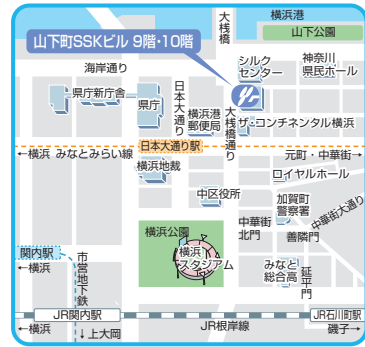 大桟橋
横浜港
山下公園
山下町SSKビル 9階・10階
海岸通り
シルク
センター
神奈川
県民ホール
県庁新庁舎
県庁
日本大通り
横浜港
郵便局
大桟橋通り
ザ・ロンチネンタル横浜
日本大通り駅
←横浜 みなとみらい線
元町・中華街→
横浜地裁
ロイヤルホール
中区役所
加賀町
警察署
中華街大通り
横浜公園
中華街
北門
善隣門
横浜
スタジアム
関内駅
←横浜
市営地下鉄
みなと
総合高
延平門
JR関内駅
JR石川町駅
←横浜
↓上大岡
JR根岸線
磯子→